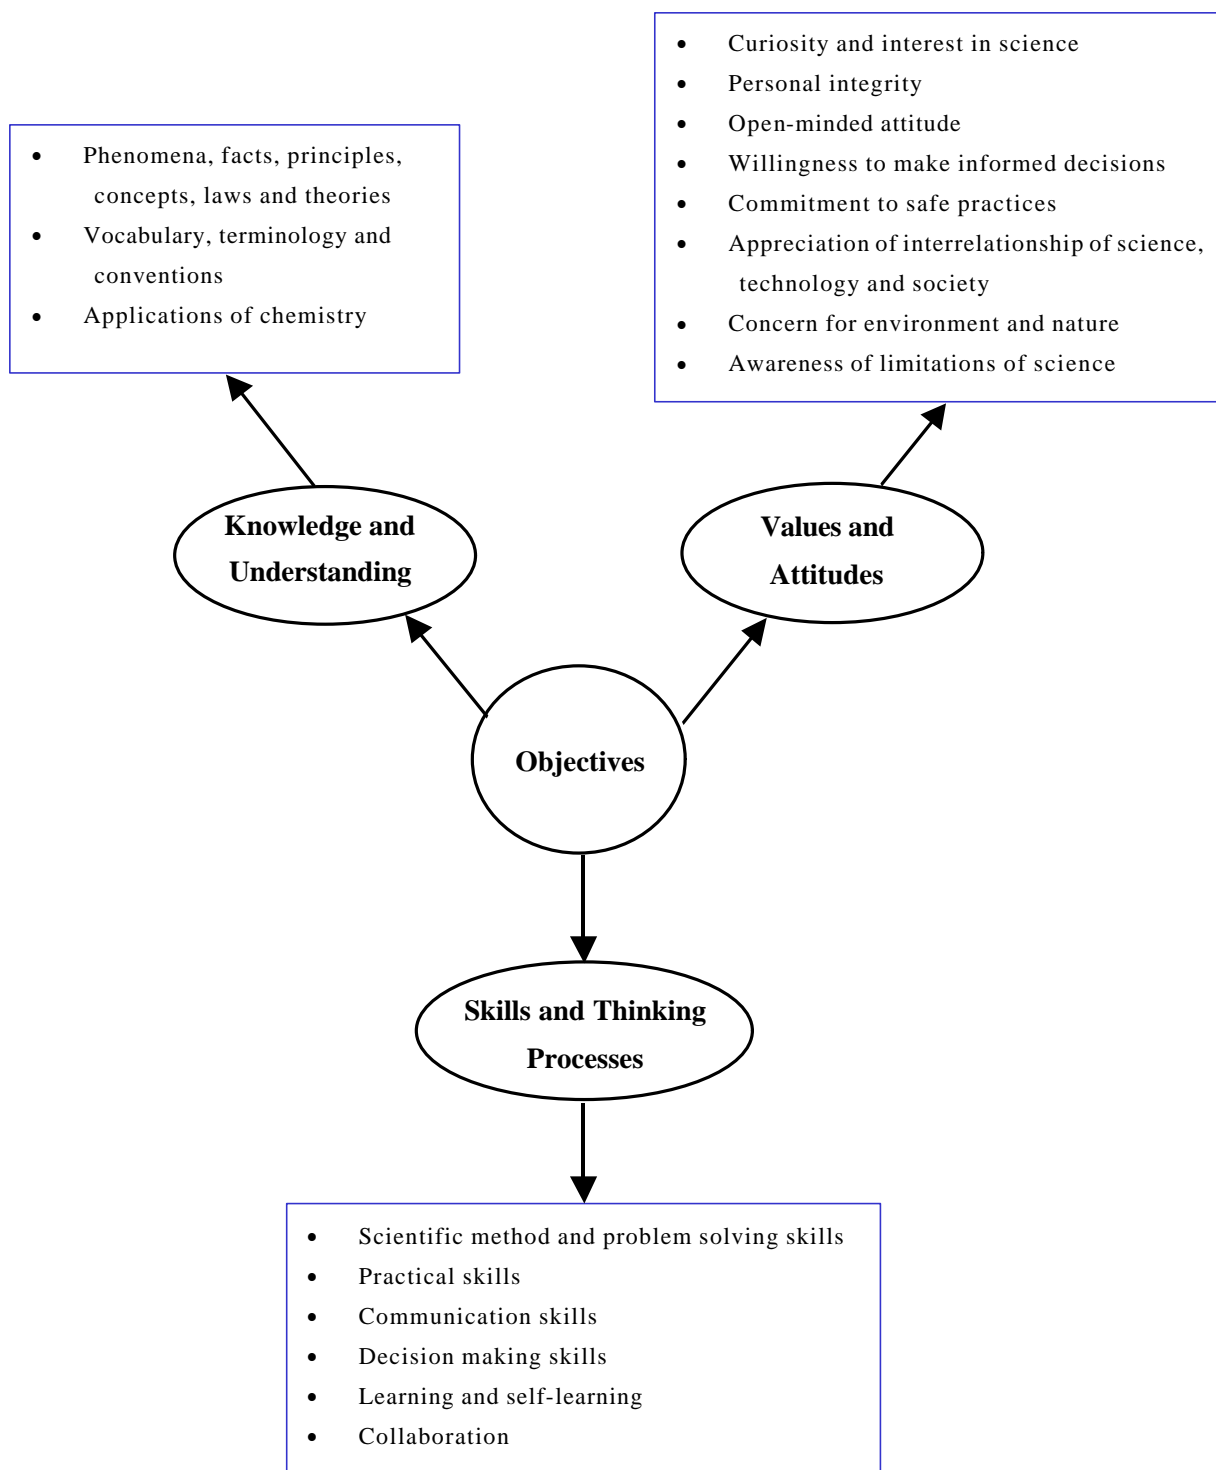 • Curiosity and interest in science
• Personal integrity
• Open-minded attitude
• Willingness to make informed decisions
• Commitment to safe practices
• Appreciation of interrelationship of science,
technology and society
• Concern for environment and nature
• Awareness of limitations of science
• Phenomena, facts, principles,
concepts, laws and theories
• Vocabulary, terminology and
conventions
• Applications of chemistry
Knowledge and
Understanding
Values and
Attitudes
Objectives
Skills and Thinking
Processes
• Scientific method and problem solving skills
• Practical skills
• Communication skills
• Decision making skills
• Learning and self-learning
• Collaboration